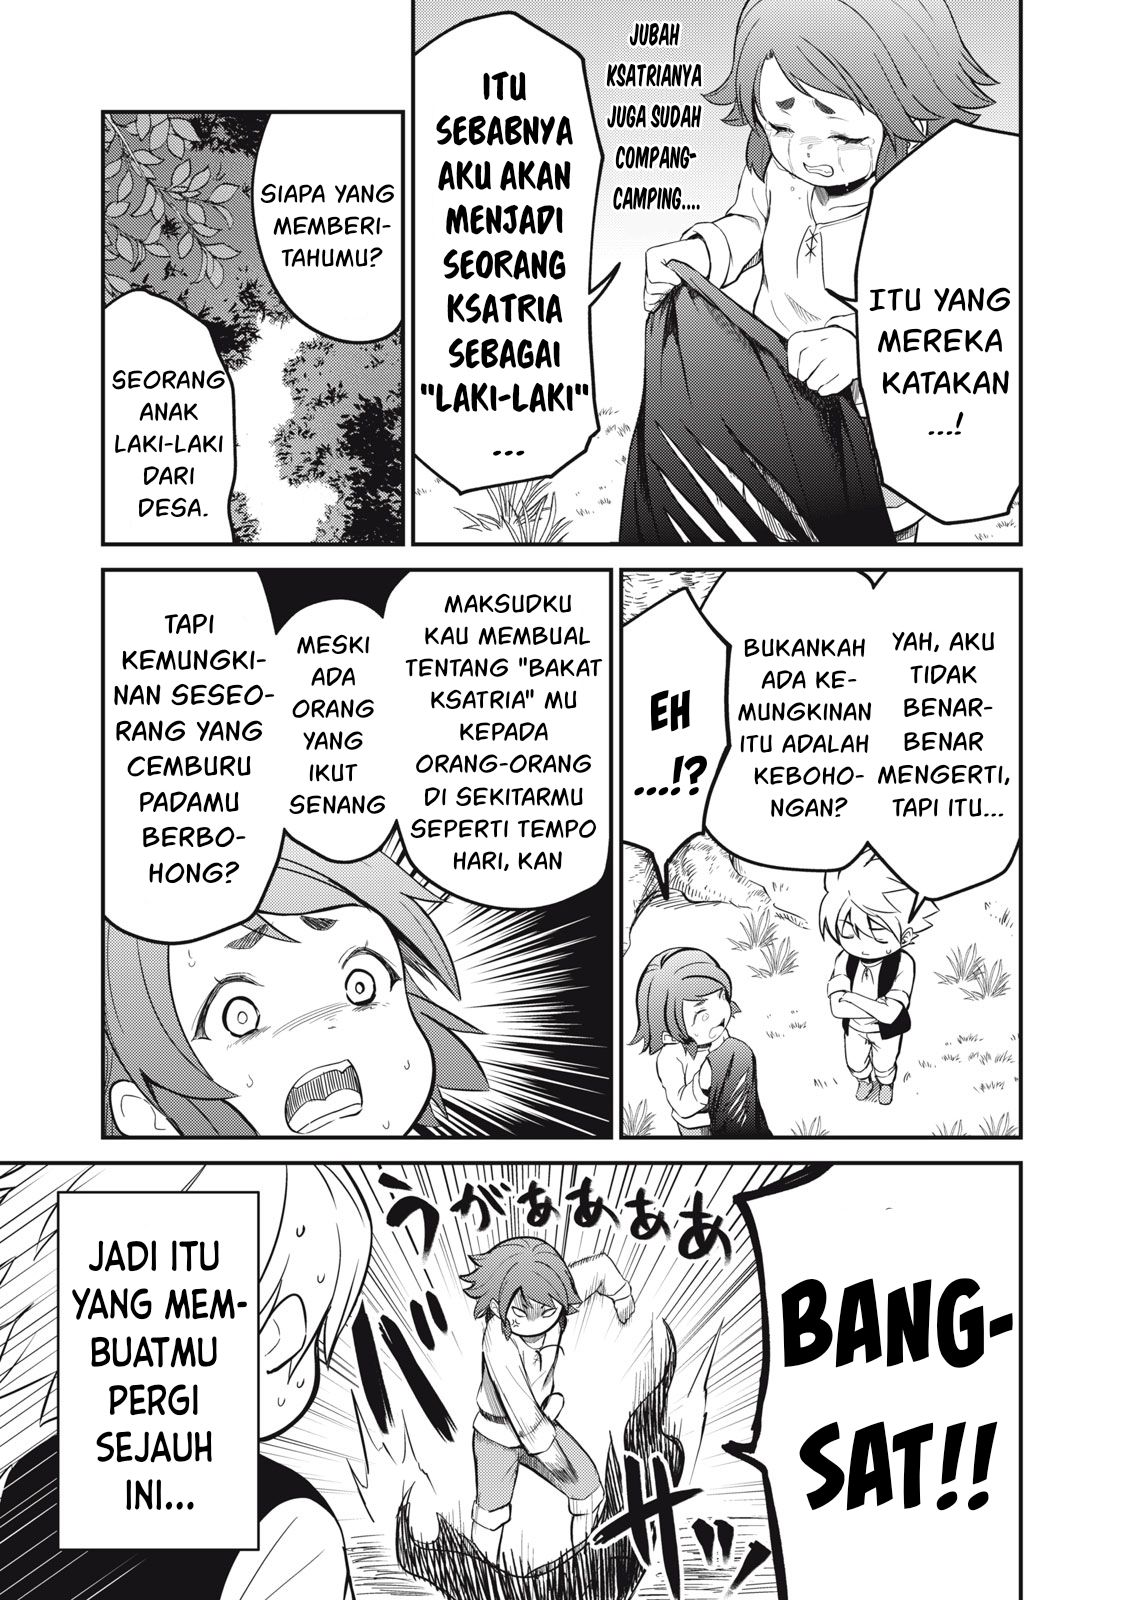 ITU YANG
MEREKA
KATAKAN
...!
JUBAH
KSATRIANYA
JUGA SUDAH
COMPANG-
CAMPING....
ITU
SEBABNYA
AKU AKAN
MENJADI
SEORANG
KSATRIA
SEBAGAI
"LAKI-LAKI"
...
SIAPA YANG
MEMBERI-
TAHUMU?
SEORANG
ANAK
LAKI-LAKI
DARI
DESA.
YAH, AKU
TIDAK
BENAR-
BENAR
MENGERTI,
TAPI ITU...
BUKANKAH
ADA KE-
MUNGKINAN
ITU ADALAH
KEBOHO-
NGAN?
EH
...!?
MAKSUDKU
KAU MEMBUAL
TENTANG "BAKAT
KSATRIA" MU
KEPADA
ORANG-ORANG
DI SEKITARMU
SEPERTI TEMPO
HARI, KAN
MESKI
ADA
ORANG
YANG
IKUT
SENANG
TAPI
KEMUNGKI-
NAN SESEO-
RANG YANG
CEMBURU
PADAMU
BERBO-
HONG?
BANG-
SAT!!
うがぁぁぁぁぁ
ダッ
JADI ITU
YANG MEM-
BUATMU
PERGI
SEJAUH
INI...